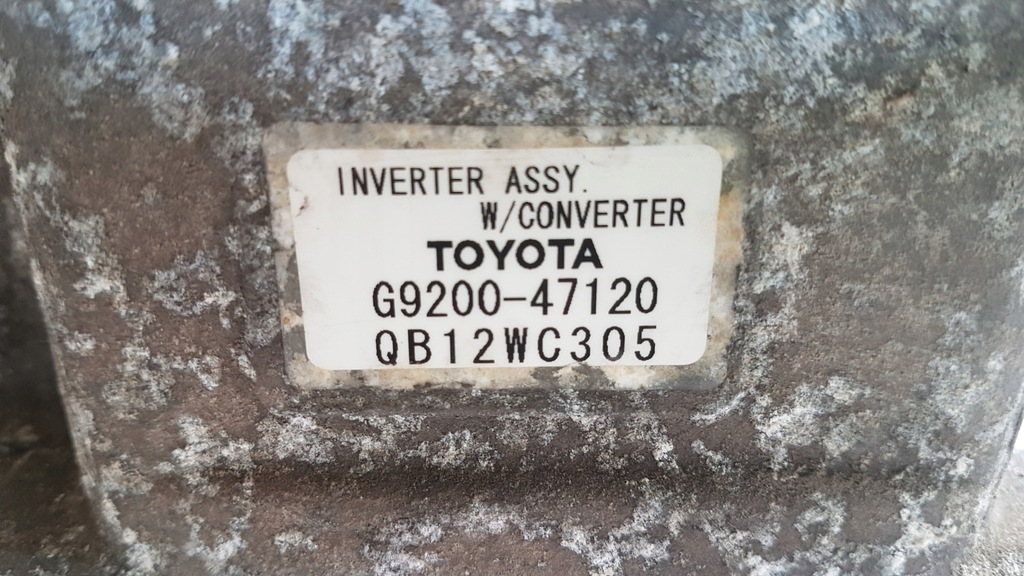 INVERTER ASSY.
W/CONVERTER
TOYOTA
G9200-47120
QB12WC305